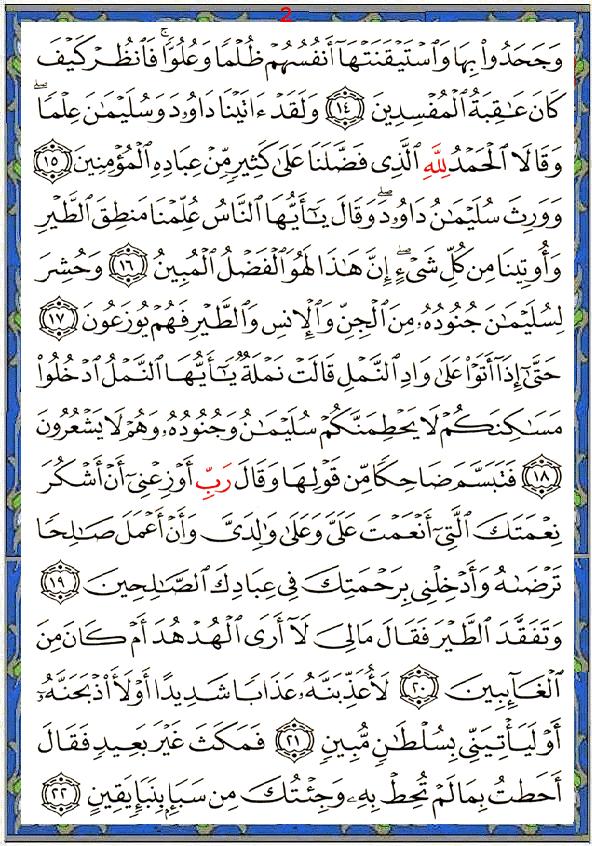 2
وَجَحَدُوا۟ بِهَا وَٱسْتَيْقَنَتْهَآ أَنفُسُهُمْ ظُلْمًا وَعُلُوًّا ۚ فَٱنظُرْ كَيْفَ
كَانَ عَٰقِبَةُ ٱلْمُفْسِدِينَ ﴿١٤﴾ وَلَقَدْ ءَاتَيْنَا دَاوُۥدَ وَسُلَيْمَٰنَ عِلْمًا ۖ
وَقَالَا ٱلْحَمْدُ لِلَّهِ ٱلَّذِى فَضَّلَنَا عَلَىٰ كَثِيرٍ مِّنْ عِبَادِهِ ٱلْمُؤْمِنِينَ ﴿١٥﴾
وَوَرِثَ سُلَيْمَٰنُ دَاوُۥدَ ۖ وَقَالَ يَٰٓأَيُّهَا ٱلنَّاسُ عُلِّمْنَا مَنطِقَ ٱلطَّيْرِ
وَأُوتِينَا مِن كُلِّ شَىْءٍ ۖ إِنَّ هَٰذَا لَهُوَ ٱلْفَضْلُ ٱلْمُبِينُ ﴿١٦﴾ وَحُشِرَ
لِسُلَيْمَٰنَ جُنُودُهُۥ مِنَ ٱلْجِنِّ وَٱلْإِنسِ وَٱلطَّيْرِ فَهُمْ يُوزَعُونَ ﴿١٧﴾
حَتَّىٰٓ إِذَآ أَتَوْا۟ عَلَىٰ وَادِ ٱلنَّمْلِ قَالَتْ نَمْلَةٌ يَٰٓأَيُّهَا ٱلنَّمْلُ ٱدْخُلُوا۟
مَسَٰكِنَكُمْ لَا يَحْطِمَنَّكُمْ سُلَيْمَٰنُ وَجُنُودُهُۥ وَهُمْ لَا يَشْعُرُونَ
﴿١٨﴾ فَتَبَسَّمَ ضَاحِكًا مِّن قَوْلِهَا وَقَالَ رَبِّ أَوْزِعْنِىٓ أَنْ أَشْكُرَ
نِعْمَتَكَ ٱلَّتِىٓ أَنْعَمْتَ عَلَىَّ وَعَلَىٰ وَٰلِدَىَّ وَأَنْ أَعْمَلَ صَٰلِحًا
تَرْضَىٰهُ وَأَدْخِلْنِى بِرَحْمَتِكَ فِى عِبَادِكَ ٱلصَّٰلِحِينَ ﴿١٩﴾
وَتَفَقَّدَ ٱلطَّيْرَ فَقَالَ مَا لِىَ لَآ أَرَى ٱلْهُدْهُدَ أَمْ كَانَ مِنَ
ٱلْغَآئِبِينَ ﴿٢٠﴾ لَأُعَذِّبَنَّهُۥ عَذَابًا شَدِيدًا أَوْ لَأَا۟ذْبَحَنَّهُۥٓ
أَوْ لَيَأْتِيَنِّى بِسُلْطَٰنٍ مُّبِينٍ ﴿٢١﴾ فَمَكَثَ غَيْرَ بَعِيدٍ فَقَالَ
أَحَطتُ بِمَا لَمْ تُحِطْ بِهِۦ وَجِئْتُكَ مِن سَبَإٍۭ بِنَبَإٍ يَقِينٍ ﴿٢٢﴾